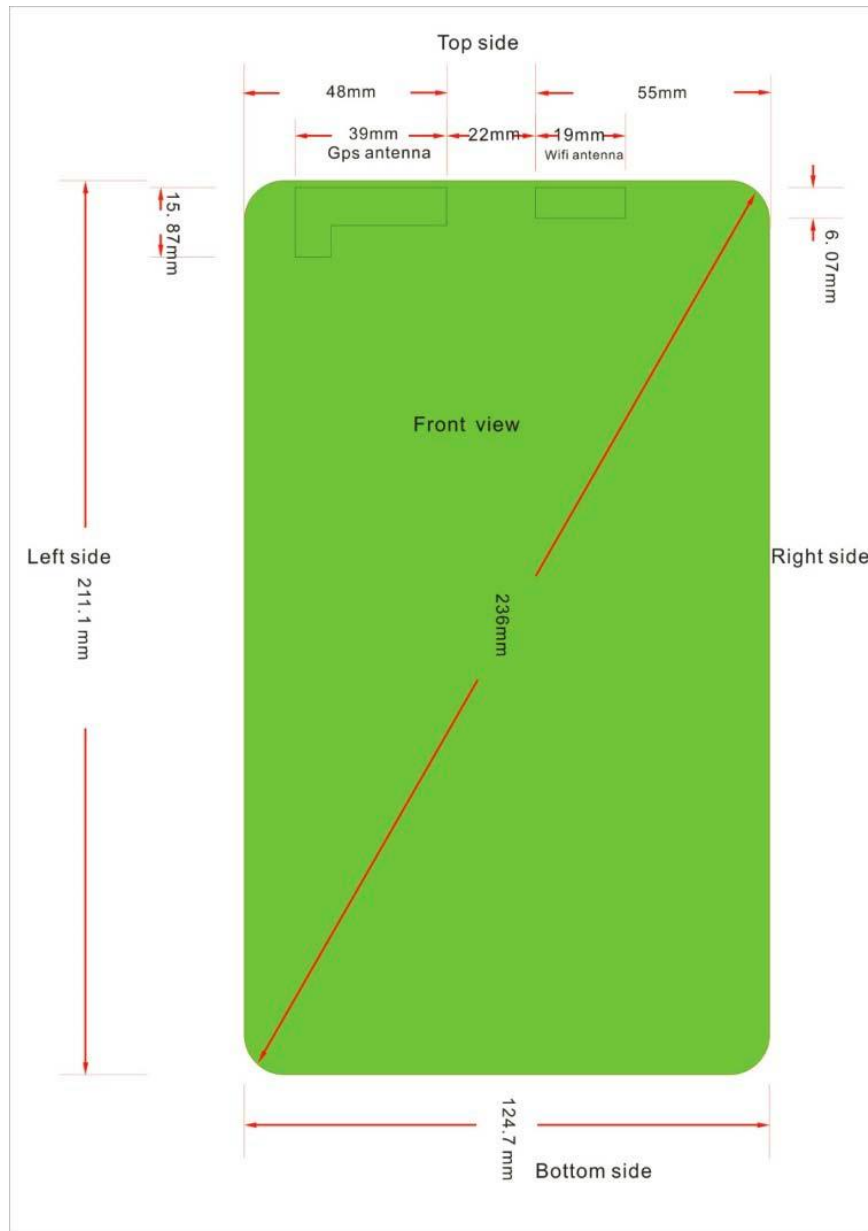 Top side
48mm
55mm
39mm
22mm
19mm
Gps antenna
Wifi antenna
15. 87mm
6. 07mm
Front view
Left side
Right side
211.1 mm
236mm
124.7 mm
Bottom side